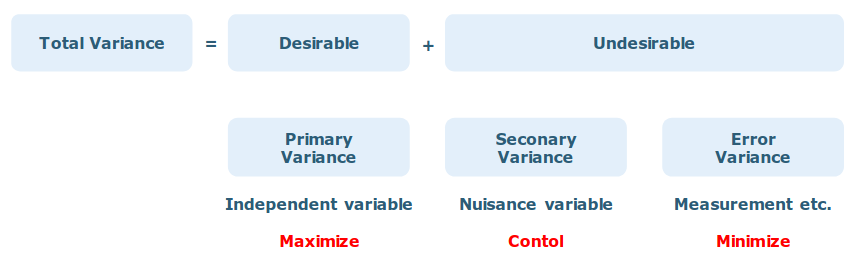 Total Variance = Desirable + Undesirable
Primary
Variance
Seconary
Variance
Error
Variance
Independent variable Nuisance variable Measurement etc.
Maximize Contol Minimize